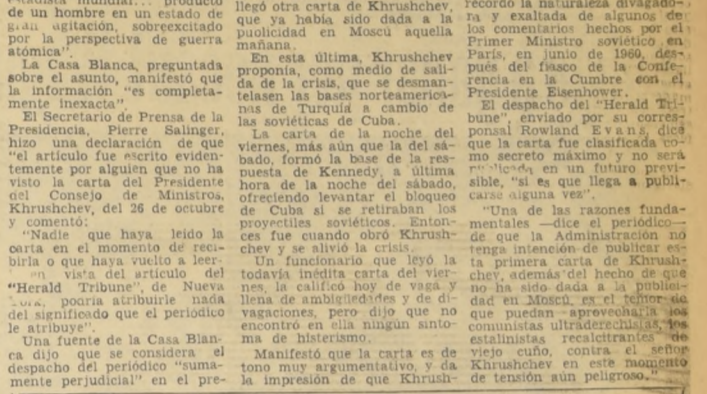 estadista mundial... producto
de un hombre en un estado de
gran agitación, sobreexcitado
por la perspectiva de guerra
atómica".
La Casa Blanca, preguntada
sobre el asunto, manifestó que
la información "es completa-
mente inexacta".
El Secretario de Prensa de la
Presidencia, Pierre Salinger,
hizo una declaración de que
"el artículo fue escrito eviden-
temente por alguien que no ha
visto la carta del Presidente
del Consejo de Ministros,
Khrushchev, del 26 de octubre
y comentó:
"Nadie que haya leído la
carta en el momento de reci-
birla o que haya vuelto a leer-
en vista del artículo del
"Herald Tribune", de Nueva
podría atribuirle nada
del significado que el periódico
le atribuye".
Una fuente de la Casa Blan-
ca dijo que se considera el
despacho del periódico "suma-
mente perjudicial" en el pre-
llegó otra carta de Khrushchev,
que ya había sido dada a la
puolicidad en Moscú aquella
mañana.
En esta última, Khrushchev
proponía, como medio de sali-
da de la crisis, que se desman-
telasen las bases norteamerica-
nas de Turquía a cambio de
las soviéticas de Cuba.
La carta de la noche del
viernes, más aún que la del sá-
bado, formó la base de la res-
puesta de Kennedy, a última
hora de la noche del sábado,
ofreciendo levantar el bloqueo
de Cuba si se retiraban los
proyectiles soviéticos. Enton-
ces fue cuando obró Khrush-
chev y se alivió la crisis.
Un funcionario que leyó la
todavía inédita carta del vier-
nes, la calificó hoy de vaga y
llena de ambigüedades y de di-
vagaciones, pero dijo que no
encontró en ella ningún sinto-
ma de histerismo.
Manifestó que la carta es de
tono muy argumentativo, y da
la impresión de que Khrush-
recordó la naturaleza divagado-
ra y exaltada de algunos de
los comentarios hechos por el
Primer Ministro soviético en
París, en junio de 1960, des-
pués del fiasco de la Confe-
rencia en la Cumbre con el
Presidente Eisenhower.
El despacho del "Herald Tri-
bune", enviado por su corres-
ponsal Rowland Evans, dice
que la carta fue clasificada co-
mo secreto máximo y no será
publicada en un futuro previ-
sible, "si es que llega a publi-
carse alguna vez".
"Una de las razones funda-
mentales —dice el periódico—
de que la Administración no
tenga intención de publicar es-
ta primera carta de Khrush-
chev, además del hecho de que
no ha sido dada a la publici-
dad en Moscú, es el temor de
que puedan aprovecharla los
comunistas ultraderechistas, los
estalinistas recalcitrantes de
viejo cuño, contra el señor
Khrushchev en este momento
de tensión aún peligroso."